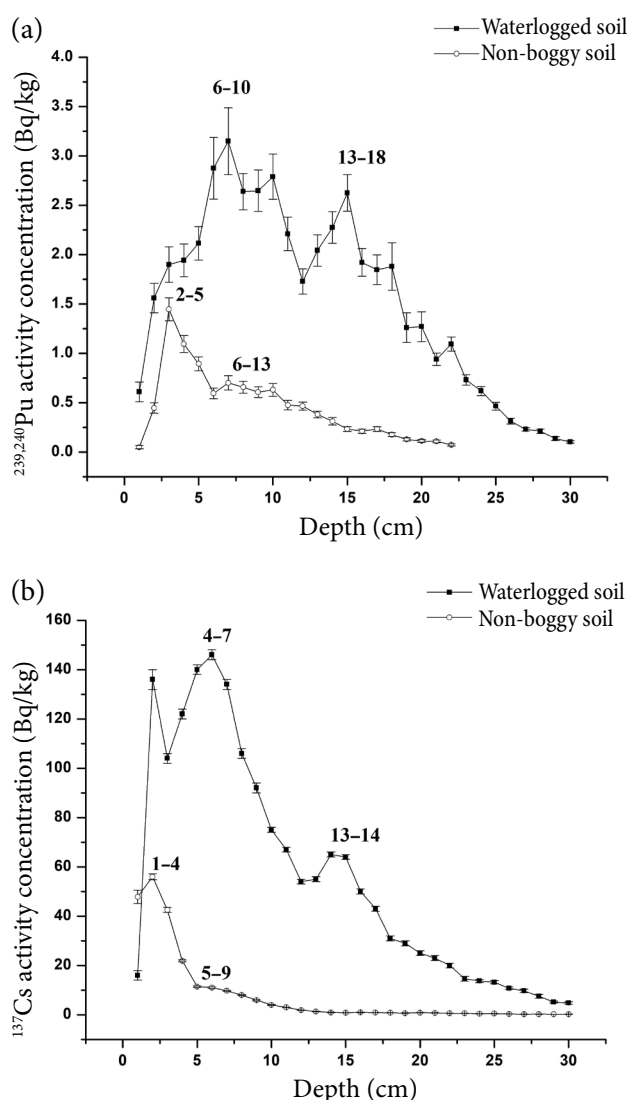 (a)
Waterlogged soil
Non-boggy soil
239,240Pu activity concentration (Bq/kg)
4.0
3.5
3.0
2.5
2.0
1.5
1.0
0.5
0.0
6–10
13–18
2–5
6–13
0 5 10 15 20 25 30
Depth (cm)
(b)
Waterlogged soil
Non-boggy soil
137Cs activity concentration (Bq/kg)
160
140
120
100
80
60
40
20
0
4–7
13–14
1–4
5–9
0 5 10 15 20 25 30
Depth (cm)